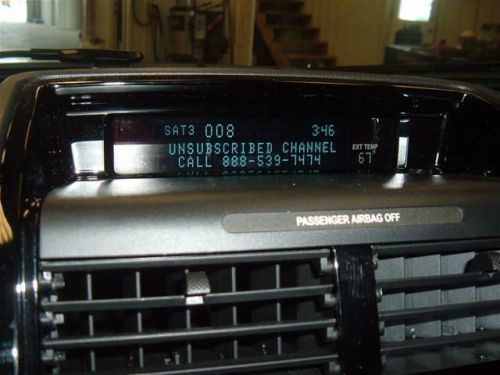 SAT3 008 3:46
UNSUBSCRIBED CHANNEL
CALL 888-539-7474
EXT TEMP
67°
PASSENGER AIRBAG OFF